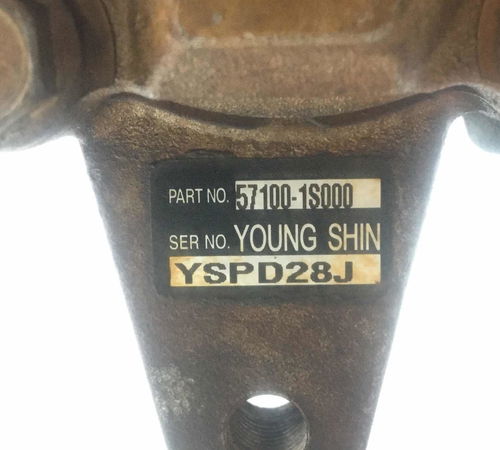 PART NO. 57100-1S000
SER NO. YOUNG SHIN
YSPD28J